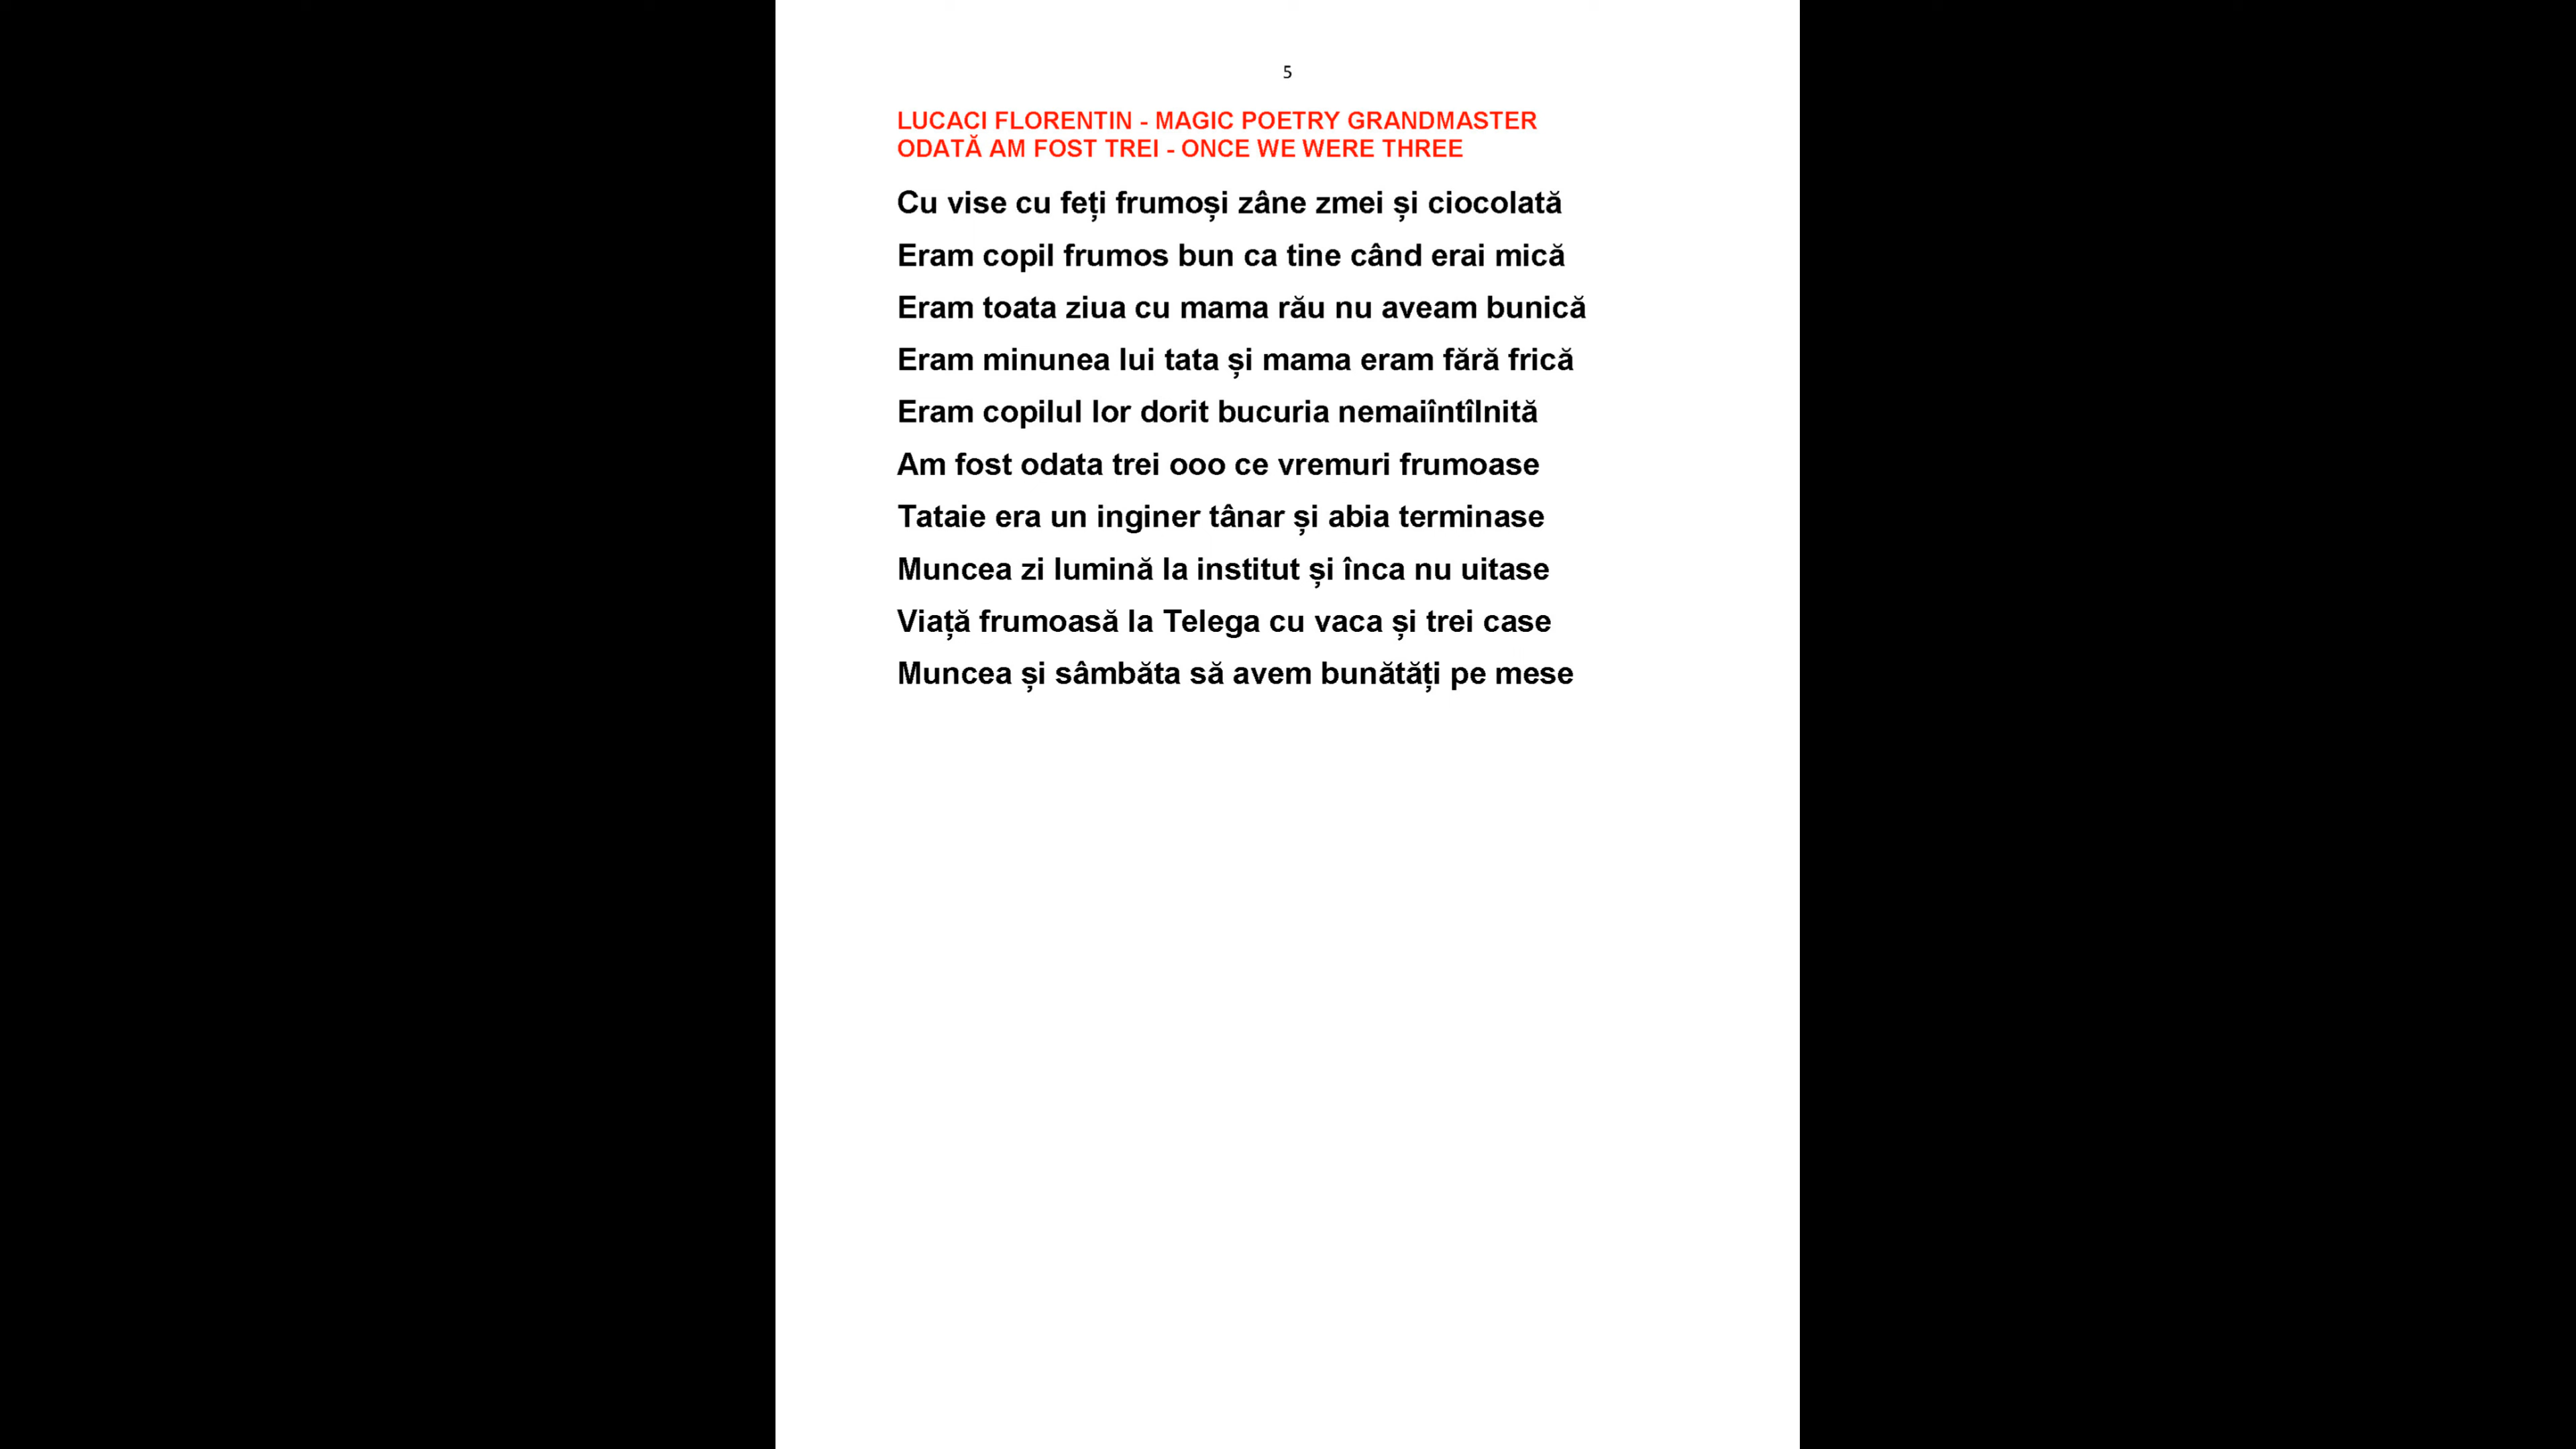 5
LUCACI FLORENTIN - MAGIC POETRY GRANDMASTER
ODATĂ AM FOST TREI - ONCE WE WERE THREE
Cu vise cu feți frumoși zâne zmei și ciocolată
Eram copil frumos bun ca tine când erai mică
Eram toata ziua cu mama rău nu aveam bunică
Eram minunea lui tata și mama eram fără frică
Eram copilul lor dorit bucuria nemaiîntîlnită
Am fost odata trei ooo ce vremuri frumoase
Tataie era un inginer tânar și abia terminase
Muncea zi lumină la institut și înca nu uitase
Viață frumoasă la Telega cu vaca și trei case
Muncea și sâmbăta să avem bunătăți pe mese